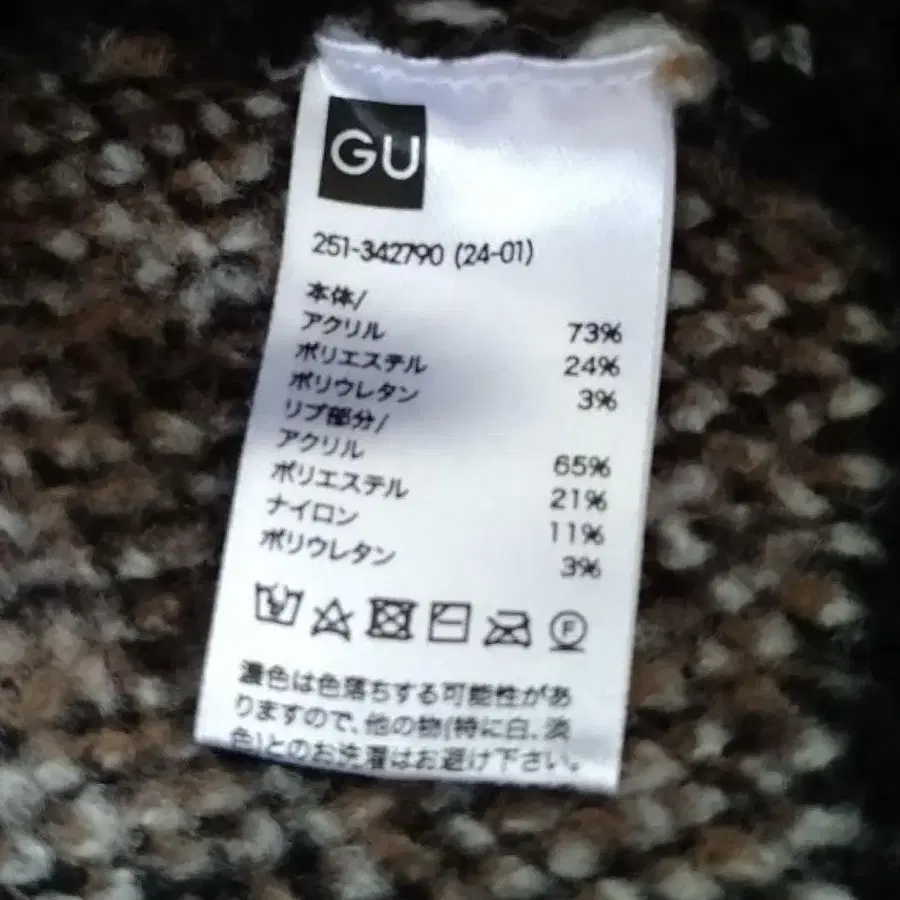 GU
251-342790 (24-01)
本体/
アクリル 73%
ポリエステル 24%
ポリウレタン 3%
リブ部分/
アクリル 65%
ポリエステル 21%
ナイロン 11%
ポリウレタン 3%
F
濃色は色落ちする可能性があ
りますので、他の物(特に白、淡
色)とのお洗濯はお避け下さい。